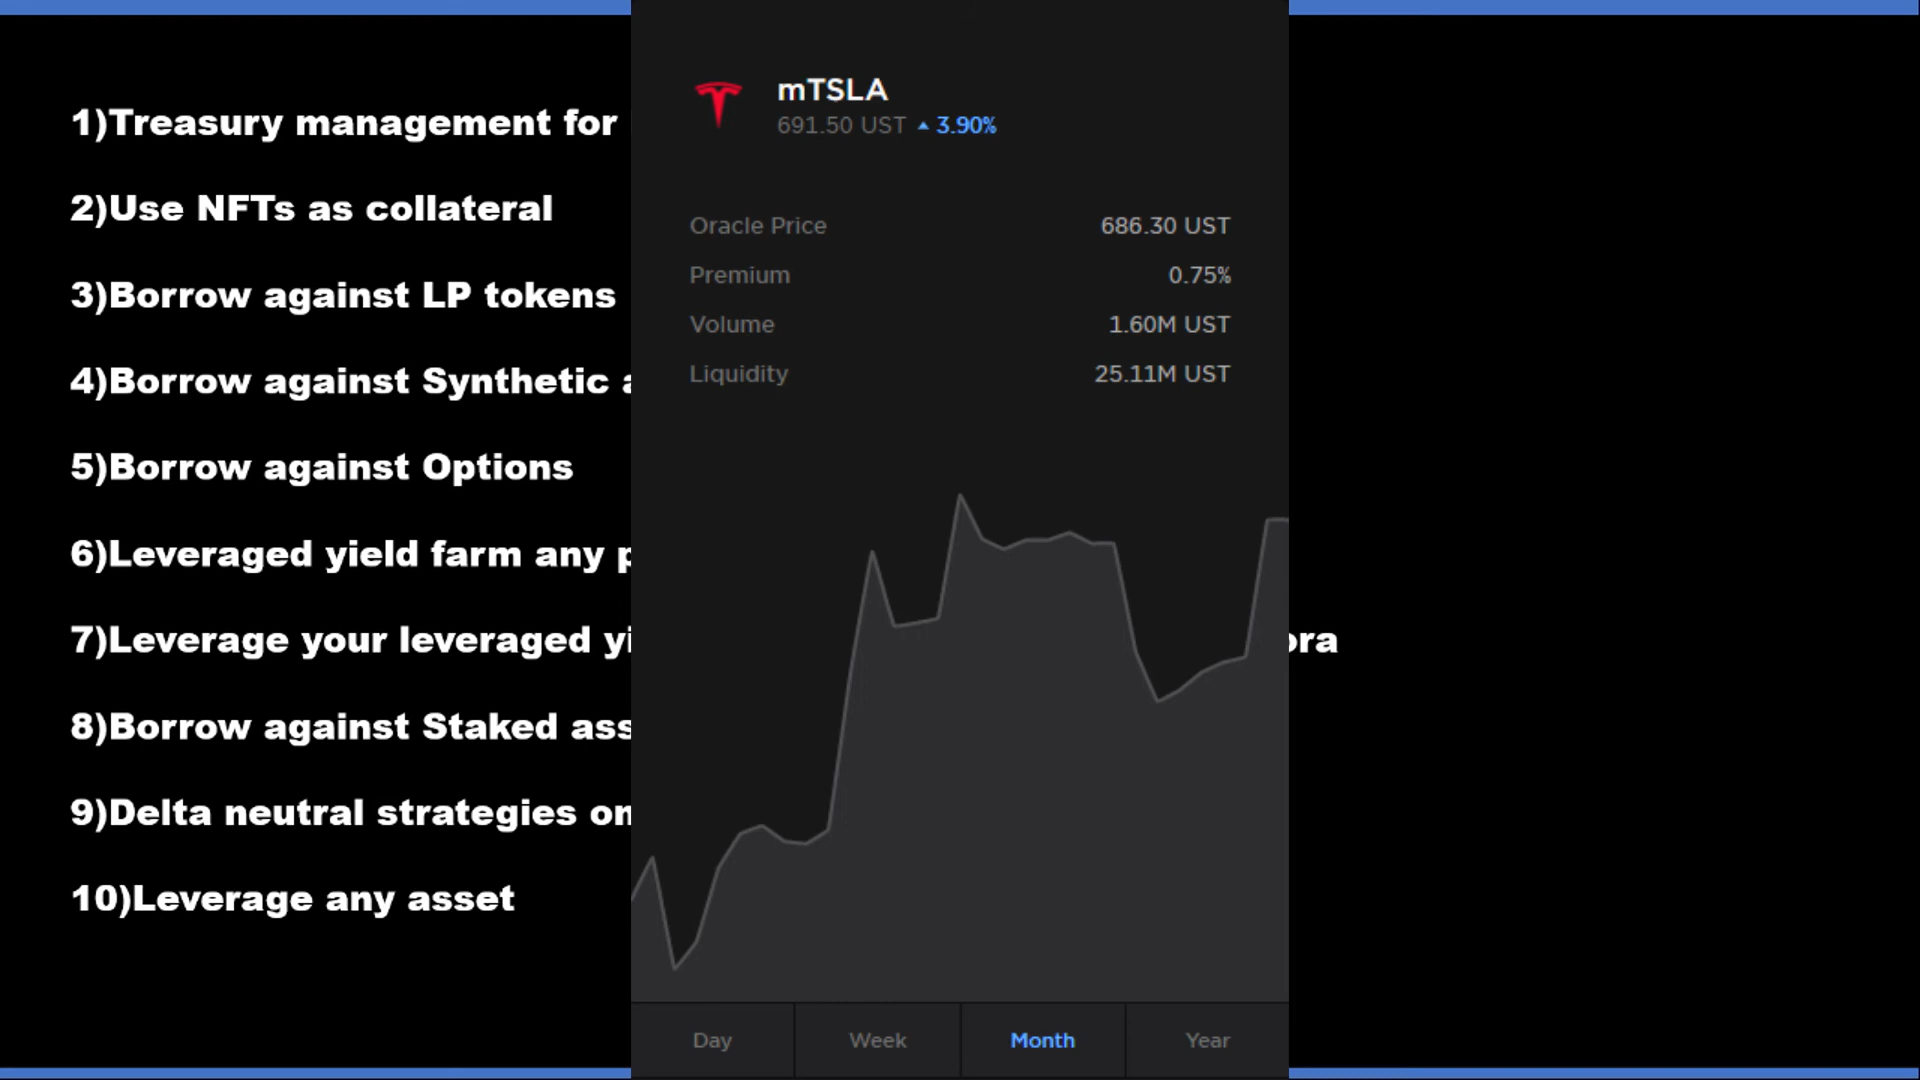 1)Treasury management for
2)Use NFTs as collateral
3)Borrow against LP tokens
4)Borrow against Synthetic
5)Borrow against Options
6)Leveraged yield farm any
7)Leverage your leveraged
8)Borrow against Staked
9)Delta neutral strategies on
10)Leverage any asset
mTSLA
691.50 UST ▲ 3.90%
Oracle Price 686.30 UST
Premium 0.75%
Volume 1.60M UST
Liquidity 25.11M UST
Day Week Month Year